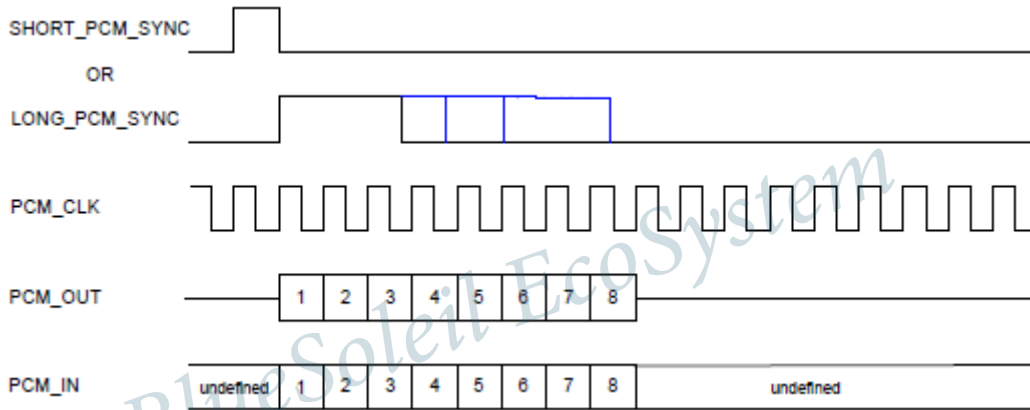 SHORT_PCM_SYNC
OR
LONG_PCM_SYNC
PCM_CLK
PCM_OUT 1 2 3 4 5 6 7 8
PCM_IN undefined 1 2 3 4 5 6 7 8 undefined
BlueSoleil EcoSystem